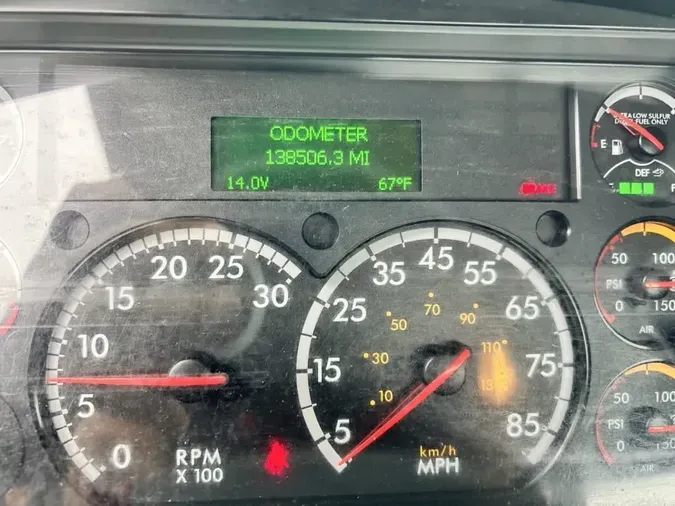 ODOMETER
138506.3 MI
14.0V 67°F
BRAKE
ULTRA LOW SULFUR
DIESEL FUEL ONLY
E
DEF
F
0 5 10 15 20 25 30
RPM
X 100
5 15 25 35 45 55 65 75 85
10 30 50 70 90 110 130
km/h
MPH
50 100
PSI
0 150
AIR
50 100
PSI
0 150
AIR